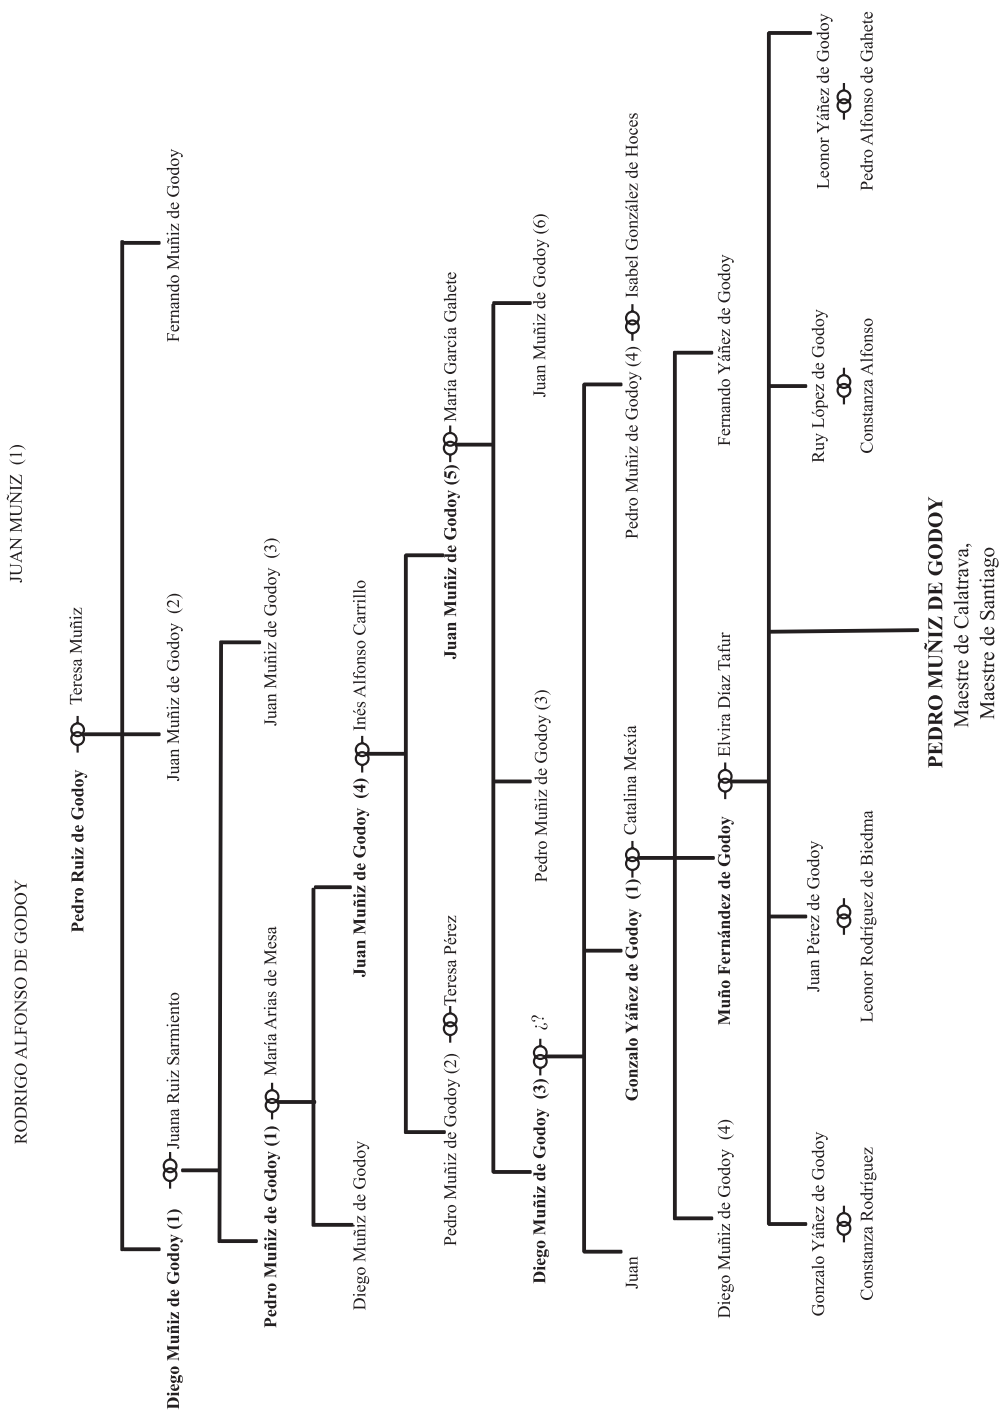 RODRIGO ALFONSO DE GODOY
JUAN MUÑIZ (1)
Pedro Ruiz de Godoy
Teresa Muñiz
Diego Muñiz de Godoy (1)
Juana Ruiz Sarmiento
Juan Muñiz de Godoy (2)
Fernando Muñiz de Godoy
Pedro Muñiz de Godoy (1)
María Arias de Mesa
Juan Muñiz de Godoy (3)
Diego Muñiz de Godoy
Juan Muñiz de Godoy (4)
Inés Alfonso Carrillo
Pedro Muñiz de Godoy (2)
Teresa Pérez
Juan Muñiz de Godoy (5)
María García Gahete
Diego Muñiz de Godoy (3)
¿?
Pedro Muñiz de Godoy (3)
Juan Muñiz de Godoy (6)
Juan
Gonzalo Yáñez de Godoy (1)
Catalina Mexía
Pedro Muñiz de Godoy (4)
Isabel González de Hoces
Diego Muñiz de Godoy (4)
Muño Fernández de Godoy
Elvira Díaz Tafur
Fernando Yáñez de Godoy
Gonzalo Yáñez de Godoy
Constanza Rodríguez
Juan Pérez de Godoy
Leonor Rodríguez de Biedma
PEDRO MUÑIZ DE GODOY
Maestre de Calatrava,
Maestre de Santiago
Ruy López de Godoy
Constanza Alfonso
Leonor Yáñez de Godoy
Pedro Alfonso de Gahete